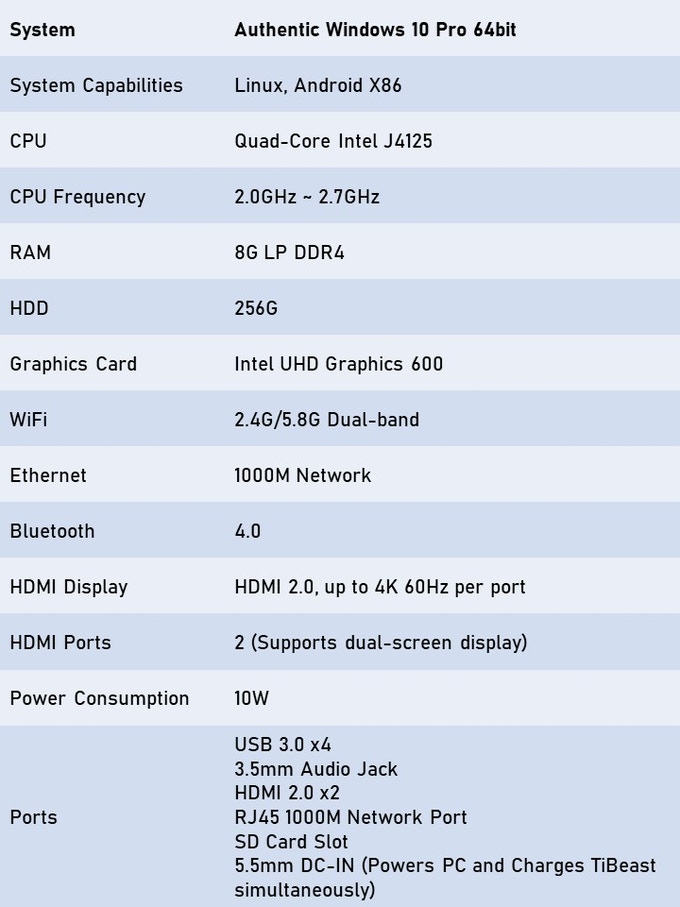 System Authentic Windows 10 Pro 64bit
System Capabilities Linux, Android X86
CPU Quad-Core Intel J4125
CPU Frequency 2.0GHz ~ 2.7GHz
RAM 8G LP DDR4
HDD 256G
Graphics Card Intel UHD Graphics 600
WiFi 2.4G/5.8G Dual-band
Ethernet 1000M Network
Bluetooth 4.0
HDMI Display HDMI 2.0, up to 4K 60Hz per port
HDMI Ports 2 (Supports dual-screen display)
Power Consumption 10W
Ports
USB 3.0 x4
3.5mm Audio Jack
HDMI 2.0 x2
RJ45 1000M Network Port
SD Card Slot
5.5mm DC-IN (Powers PC and Charges TiBeast
simultaneously)